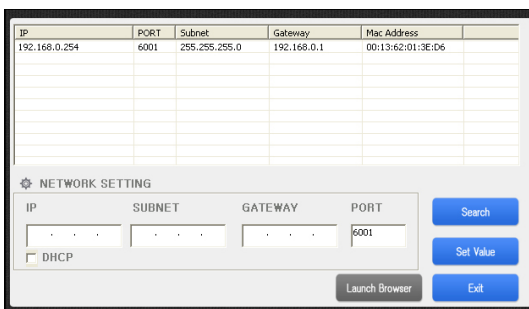 IP PORT Subnet Gateway Mac Address
192.168.0.254 6001 255.255.255.0 192.168.0.1 00:13:62:01:3E:D6
NETWORK SETTING
IP SUBNET GATEWAY PORT
. . . . . . . . . 6001
DHCP
Search
Set Value
Launch Browser Exit